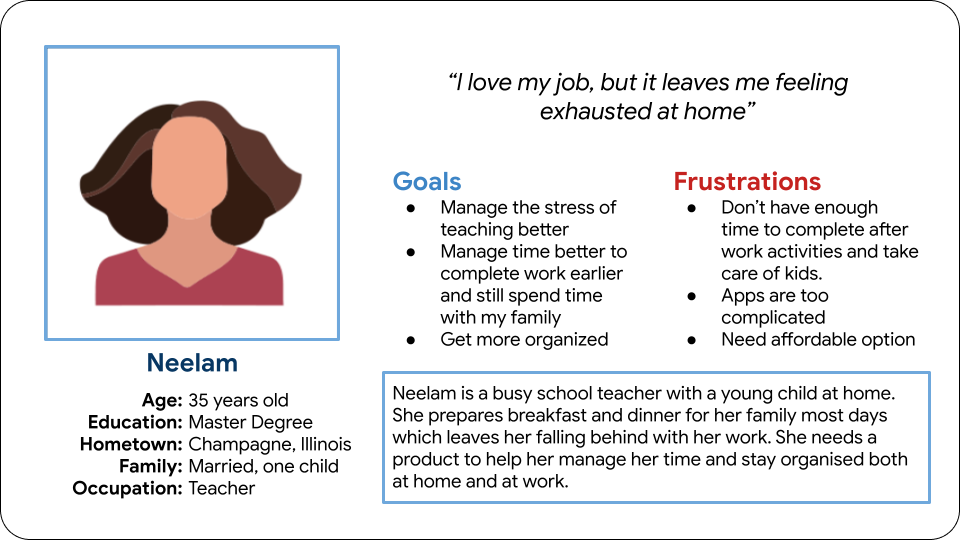 “I love my job, but it leaves me feeling
exhausted at home”
Goals
● Manage the stress of
teaching better
● Manage time better to
complete work earlier
and still spend time
with my family
● Get more organized
Frustrations
● Don’t have enough
time to complete after
work activities and take
care of kids.
● Apps are too
complicated
● Need affordable option
Neelam
Age: 35 years old
Education: Master Degree
Hometown: Champagne, Illinois
Family: Married, one child
Occupation: Teacher
Neelam is a busy school teacher with a young child at home.
She prepares breakfast and dinner for her family most days
which leaves her falling behind with her work. She needs a
product to help her manage her time and stay organised both
at home and at work.